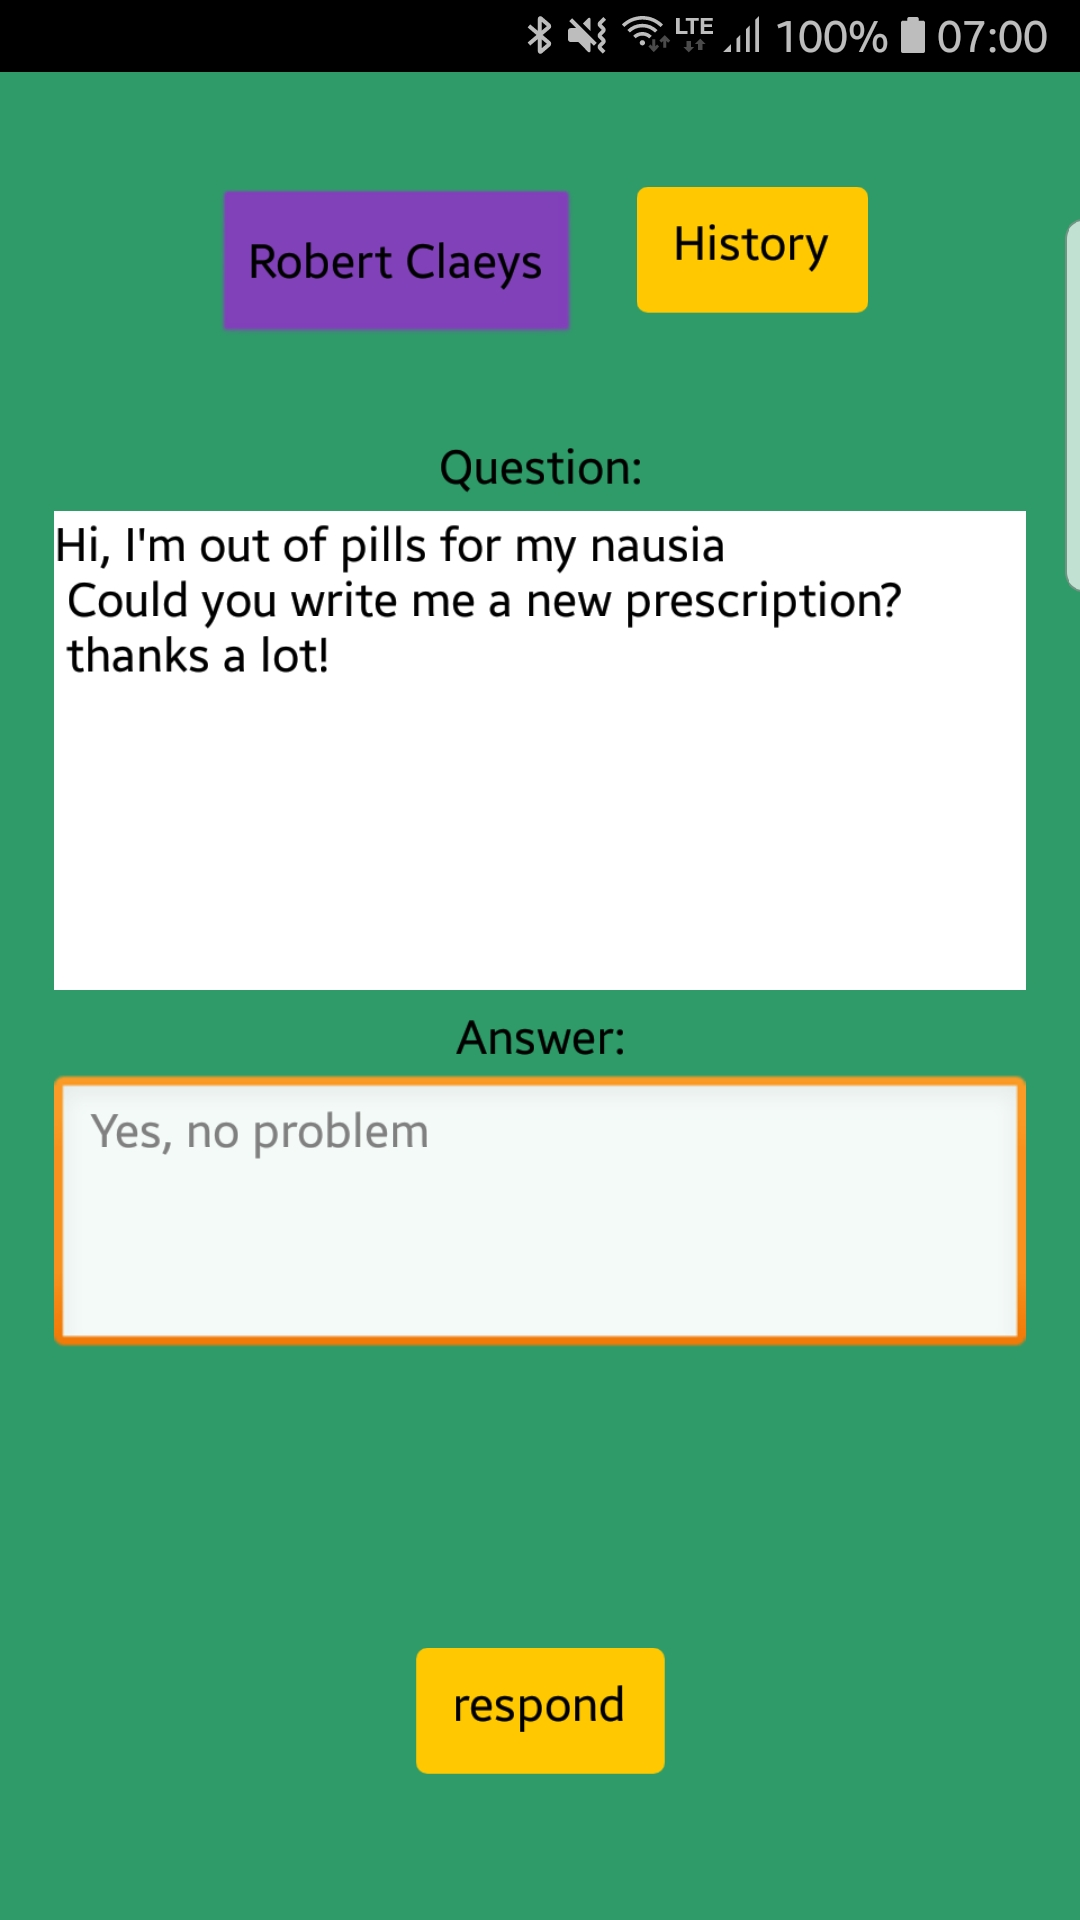 LTE 100% 07:00
Robert Claeys
History
Question:
Hi, I'm out of pills for my nausia
Could you write me a new prescription?
thanks a lot!
Answer:
Yes, no problem
respond